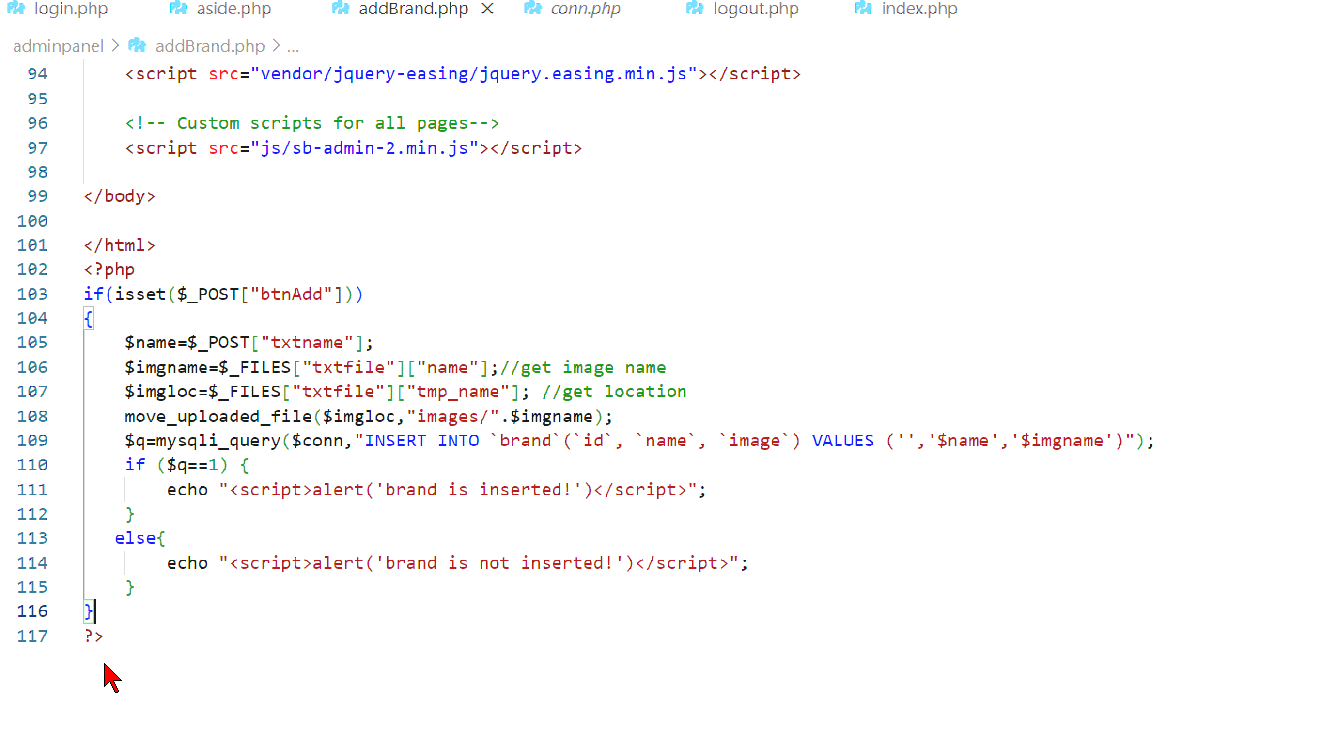 login.php aside.php addBrand.php conn.php logout.php index.php
adminpanel > addBrand.php > ...
94 <script src="vendor/jquery-easing/jquery.easing.min.js"></script>
95
96 <!-- Custom scripts for all pages-->
97 <script src="js/sb-admin-2.min.js"></script>
98
99 </body>
100
101 </html>
102 <?php
103 if(isset($_POST["btnAdd"]))
104 {
105 $name=$_POST["txtname"];
106 $imgname=$_FILES["txtfile"]["name"];//get image name
107 $imgloc=$_FILES["txtfile"]["tmp_name"]; //get location
108 move_uploaded_file($imgloc,"images/".$imgname);
109 $q=mysqli_query($conn,"INSERT INTO `brand`(`id`, `name`, `image`) VALUES ('','$name','$imgname')");
110 if ($q==1) {
111 echo "<script>alert('brand is inserted!')</script>";
112 }
113 else{
114 echo "<script>alert('brand is not inserted!')</script>";
115 }
116 }
117 ?>